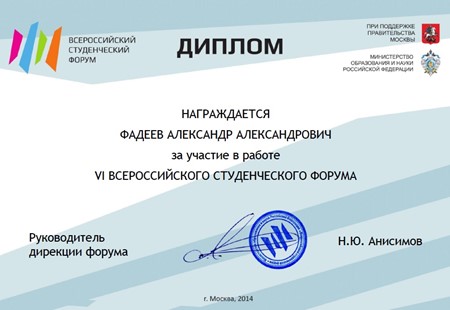 ВСЕРОССИЙСКИЙ
СТУДЕНЧЕСКИЙ
ФОРУМ
ДИПЛОМ
ПРИ ПОДДЕРЖКЕ
ПРАВИТЕЛЬСТВА
МОСКВЫ
МИНИСТЕРСТВО
ОБРАЗОВАНИЯ И НАУКИ
РОССИЙСКОЙ ФЕДЕРАЦИИ
НАГРАЖДАЕТСЯ
ФАДЕЕВ АЛЕКСАНДР АЛЕКСАНДРОВИЧ
за участие в работе
VI ВСЕРОССИЙСКОГО СТУДЕНЧЕСКОГО ФОРУМА
Руководитель
дирекции форума
Н.Ю. Анисимов
г. Москва, 2014